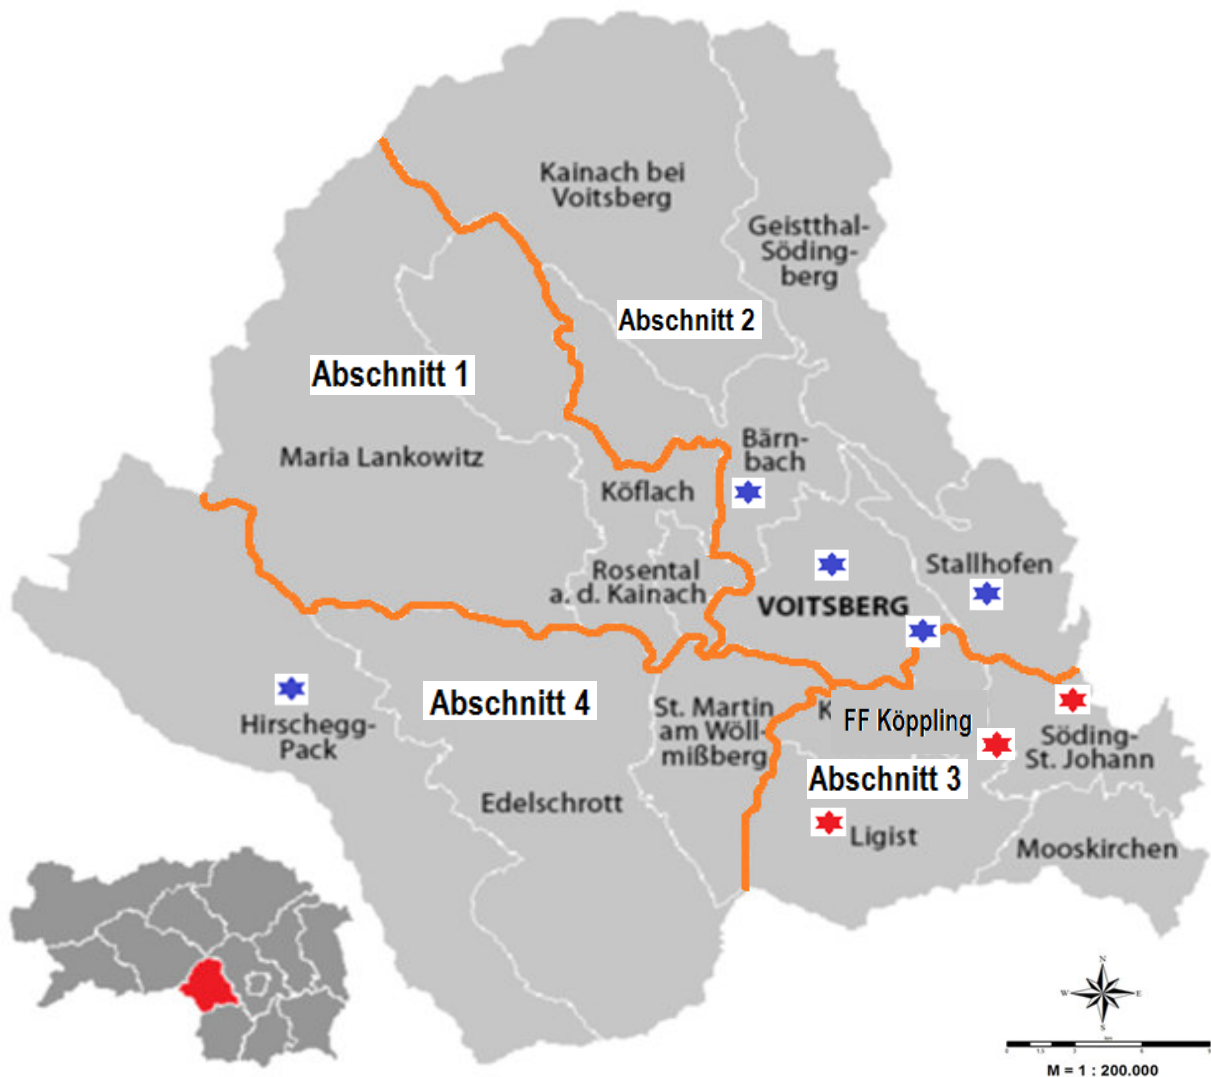 Kainach bei
Voitsberg
Geistthal-
Söding-
berg
Abschnitt 2
Abschnitt 1
Bärn-
bach
Maria Lankowitz
Köflach
Stallhofen
Rosental
a. d. Kainach
VOITSBERG
Abschnitt 4
St. Martin
am Wöll-
mißberg
K
FF Köppling
Hirschegg-
Pack
Söding-
St. Johann
Abschnitt 3
Edelschrott
Ligist
Mooskirchen
N
W
E
S
M = 1 : 200.000